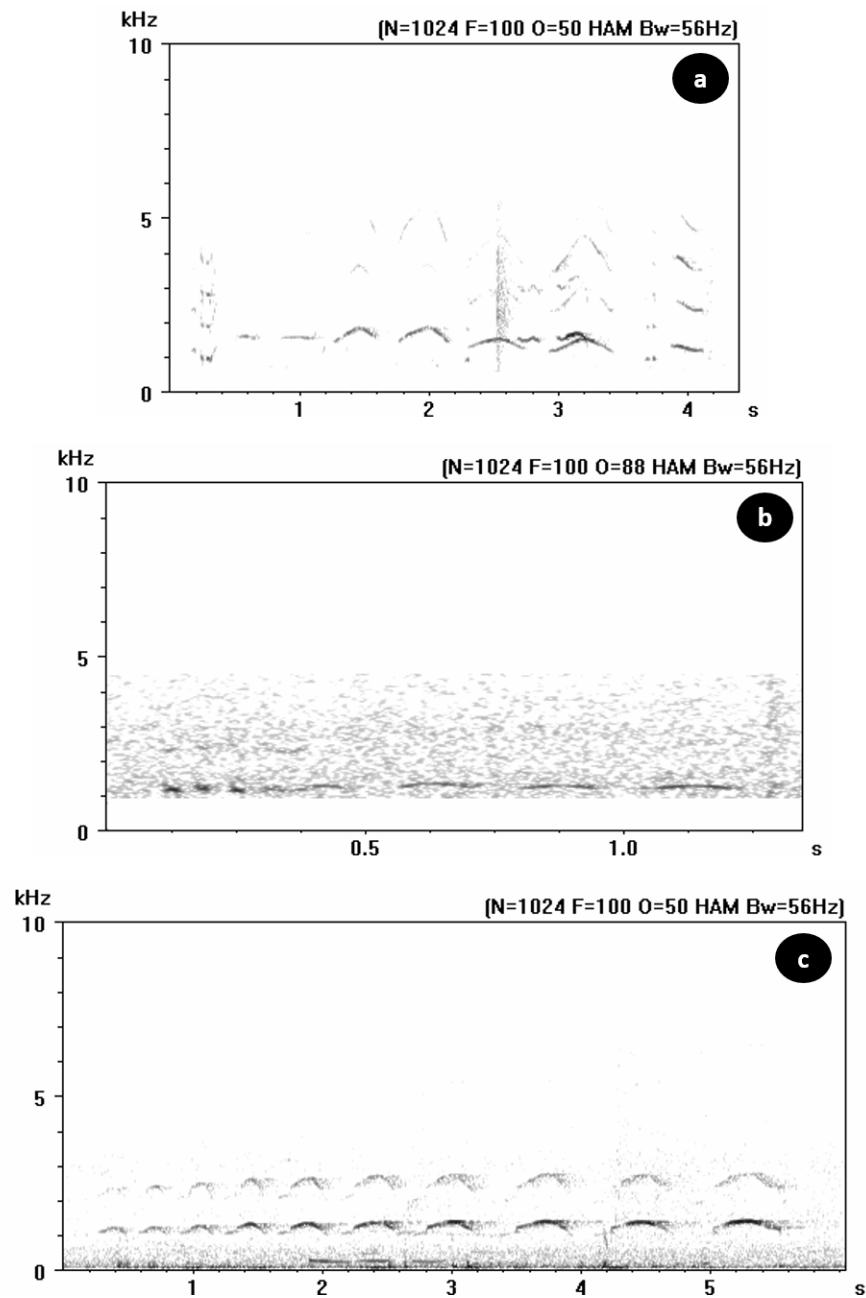 kHz
(N=1024 F=100 O=50 HAM Bw=56Hz)
10
a
5
0
1 2 3 4 s
kHz
(N=1024 F=100 O=88 HAM Bw=56Hz)
10
b
5
0
0.5 1.0 s
kHz
(N=1024 F=100 O=50 HAM Bw=56Hz)
10
c
5
0
1 2 3 4 5 s